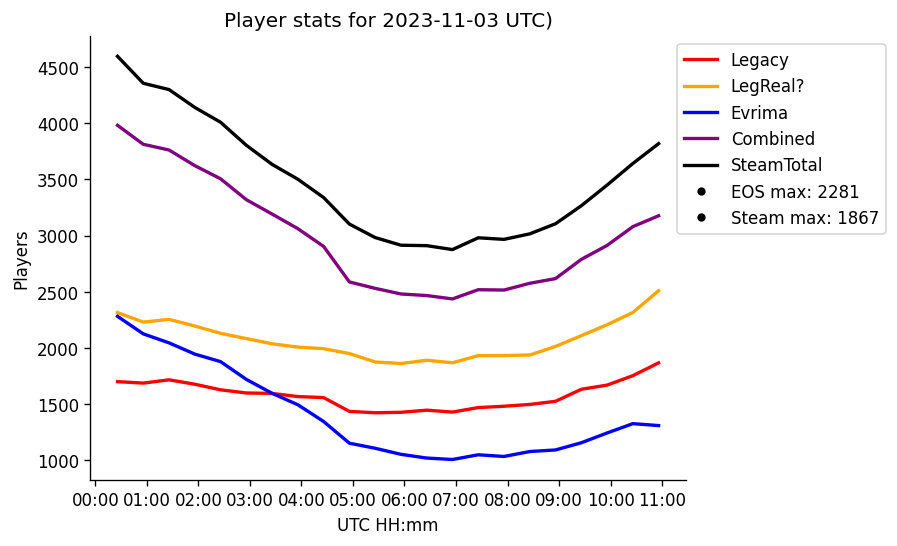 Player stats for 2023-11-03 UTC)
4500
4000
3500
3000
2500
2000
1500
1000
Players
00:00 01:00 02:00 03:00 04:00 05:00 06:00 07:00 08:00 09:00 10:00 11:00
UTC HH:mm
Legacy
LegReal?
Evrima
Combined
SteamTotal
EOS max: 2281
Steam max: 1867